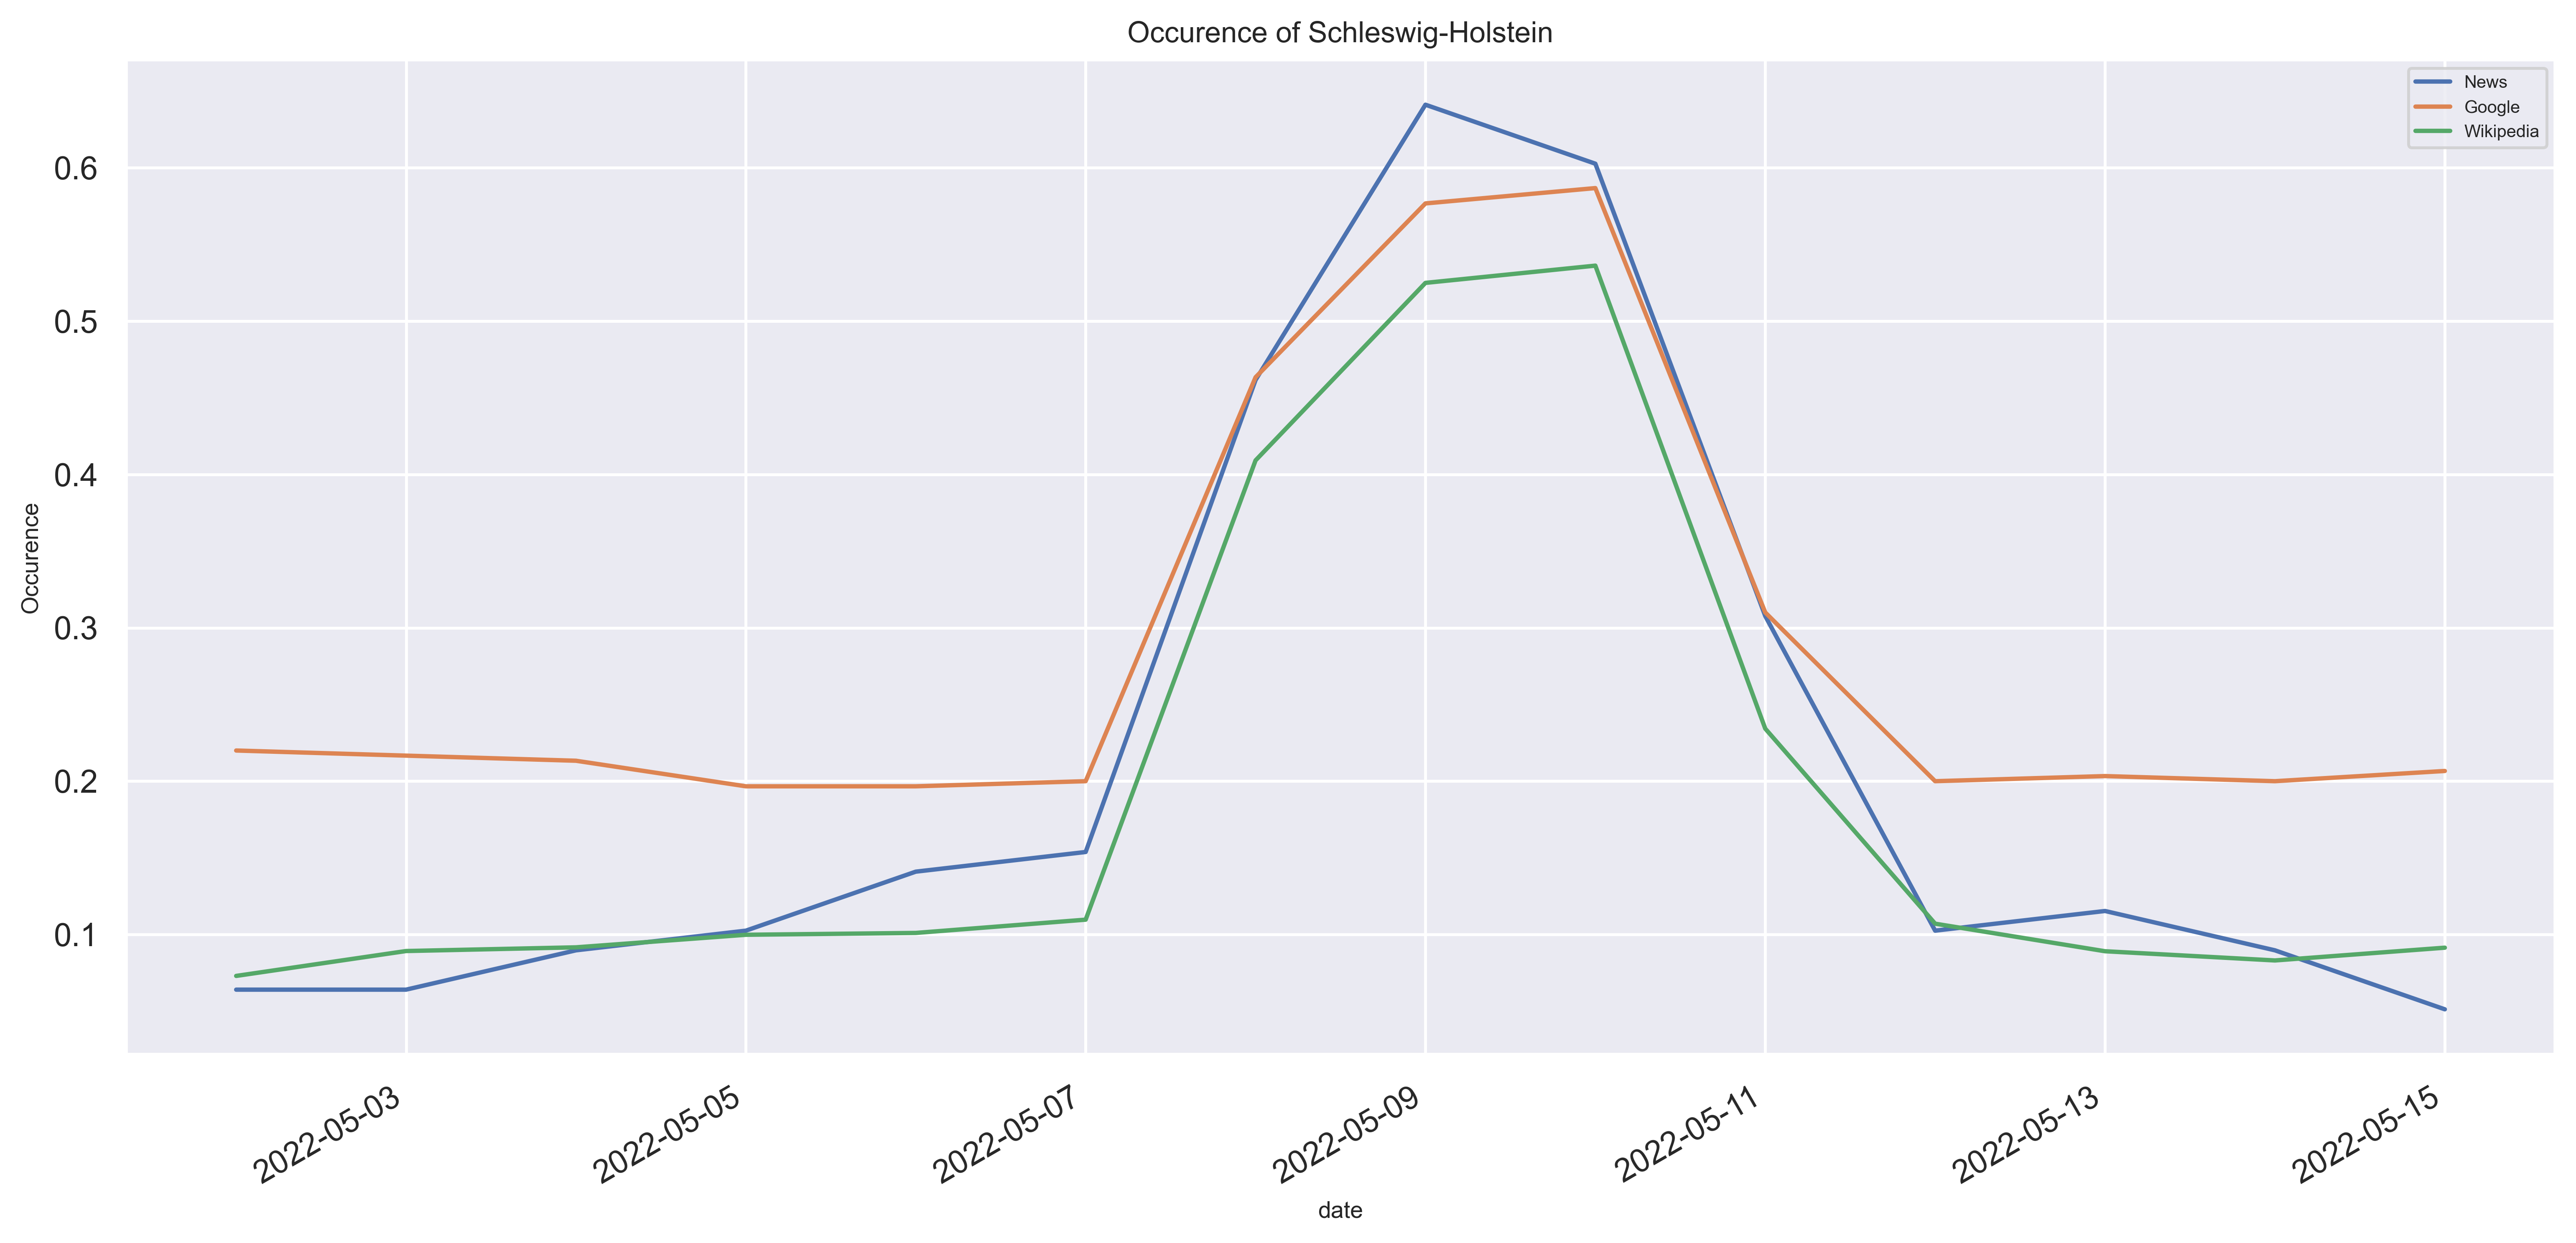 Occurence of Schleswig-Holstein
News
Google
Wikipedia
0.6
0.5
0.4
0.3
0.2
0.1
Occurence
2022-05-03
2022-05-05
2022-05-07
2022-05-09
2022-05-11
2022-05-13
2022-05-15
date